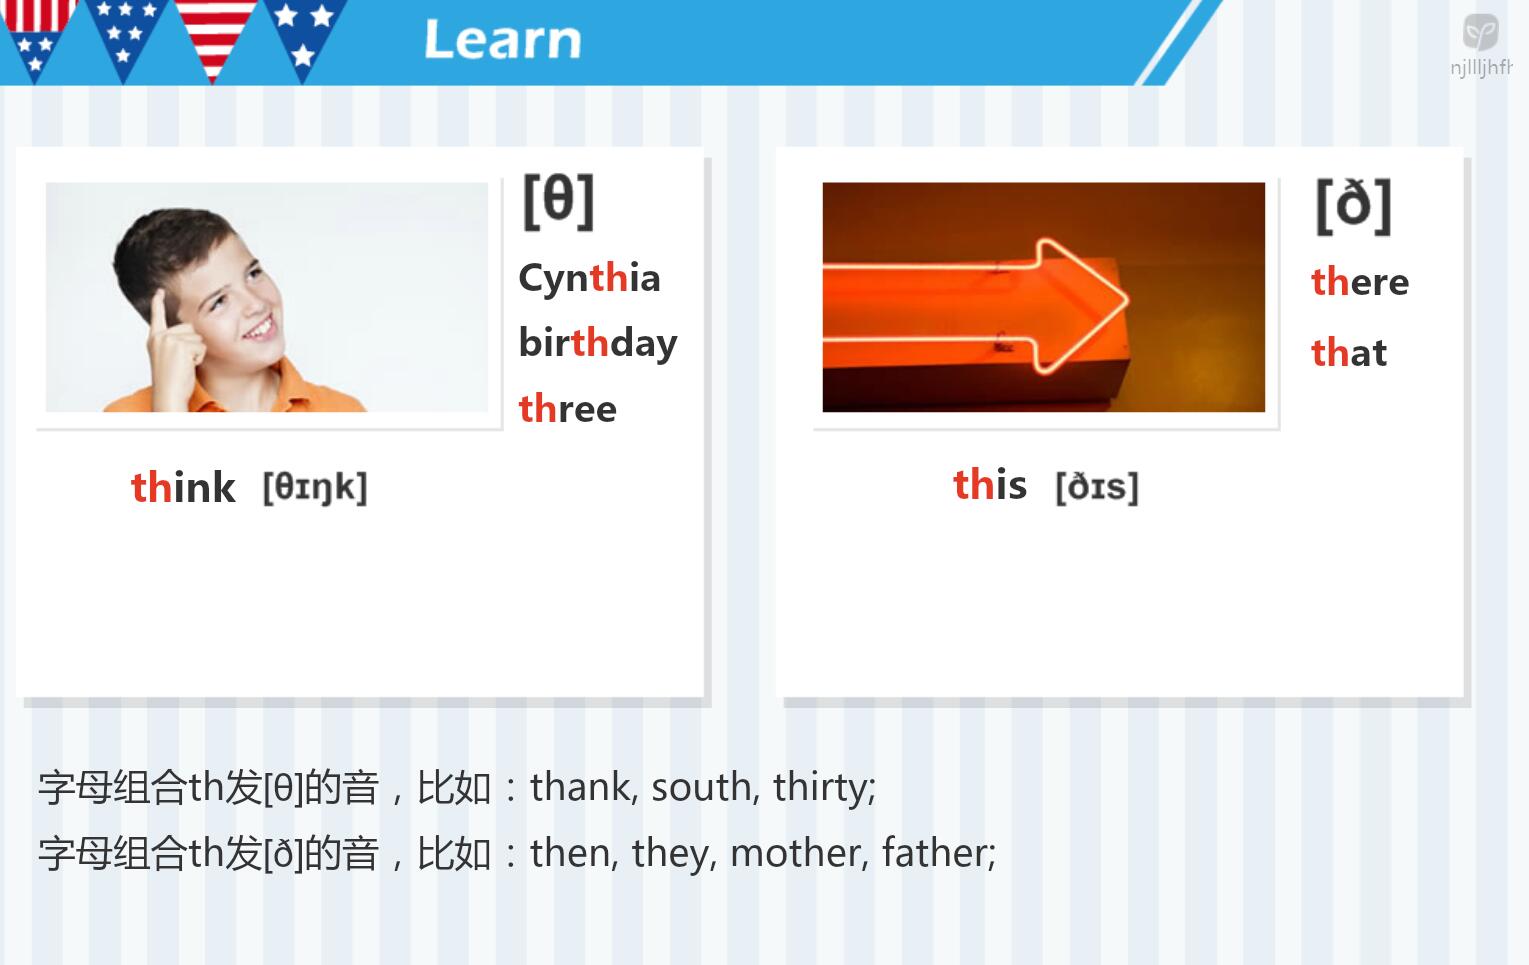 Learn
njllljhfh
[θ]
Cynthia
birthday
three
think [θɪŋk]
[ð]
there
that
this [ðɪs]
字母组合th发[θ]的音，比如：thank, south, thirty;
字母组合th发[ð]的音，比如：then, they, mother, father;